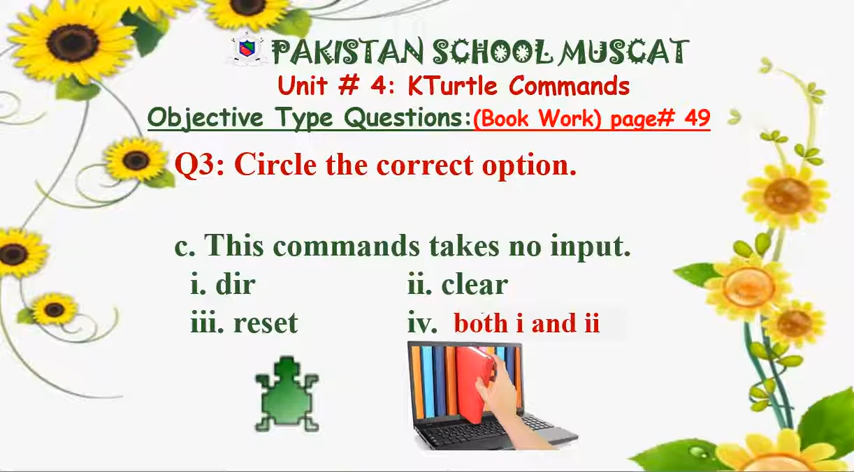 PAKISTAN SCHOOL MUSCAT
Unit # 4: KTurtle Commands
Objective Type Questions:(Book Work) page# 49
Q3: Circle the correct option.
c. This commands takes no input.
i. dir ii. clear
iii. reset iv. both i and ii